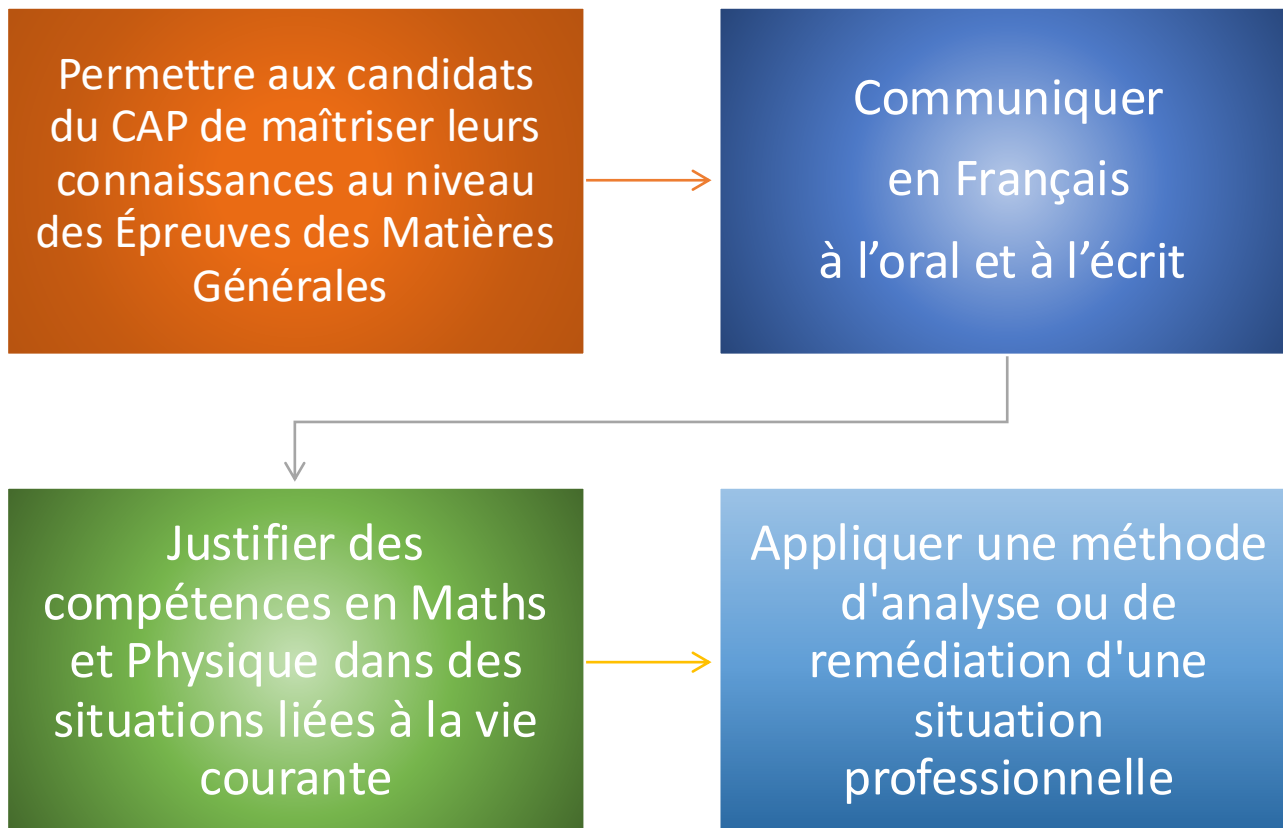 Permettre aux candidats
du CAP de maîtriser leurs
connaissances au niveau
des Épreuves des Matières
Générales
Communiquer
en Français
à l’oral et à l’écrit
Justifier des
compétences en Maths
et Physique dans des
situations liées à la vie
courante
Appliquer une méthode
d'analyse ou de
remédiation d'une
situation
professionnelle